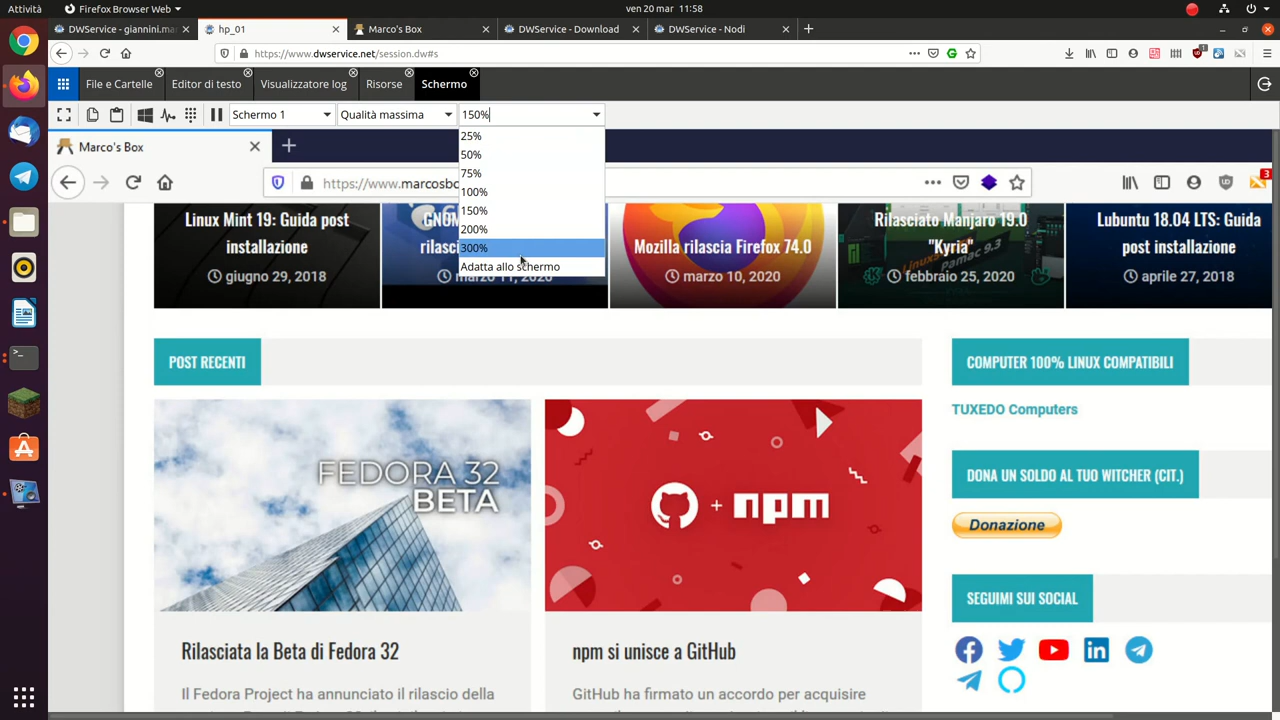 Attività
Firefox Browser Web
ven 20 mar 11:58
DWService - giannini.ma
hp_01
Marco's Box
DWService - Download
DWService - Nodi
https://www.dwservice.net/session.dw#s
File e Cartelle
Editor di testo
Visualizzatore log
Risorse
Schermo
Schermo 1
Qualità massima
150%
25%
50%
75%
100%
150%
200%
300%
Adatta allo schermo
Marco's Box
https://www.marcosbo
3
Linux Mint 19: Guida post
installazione
giugno 29, 2018
GNOM
rilasci
marzo 11, 2020
Mozilla rilascia Firefox 74.0
marzo 10, 2020
Rilasciato Manjaro 19.0
"Kyria"
febbraio 25, 2020
Lubuntu 18.04 LTS: Guida
post installazione
aprile 27, 2018
POST RECENTI
COMPUTER 100% LINUX COMPATIBILI
TUXEDO Computers
FEDORA 32
BETA
+ npm
DONA UN SOLDO AL TUO WITCHER (CIT.)
Donazione
SEGUIMI SUI SOCIAL
Rilasciata la Beta di Fedora 32
npm si unisce a GitHub
Il Fedora Project ha annunciato il rilascio della
GitHub ha firmato un accordo per acquisire